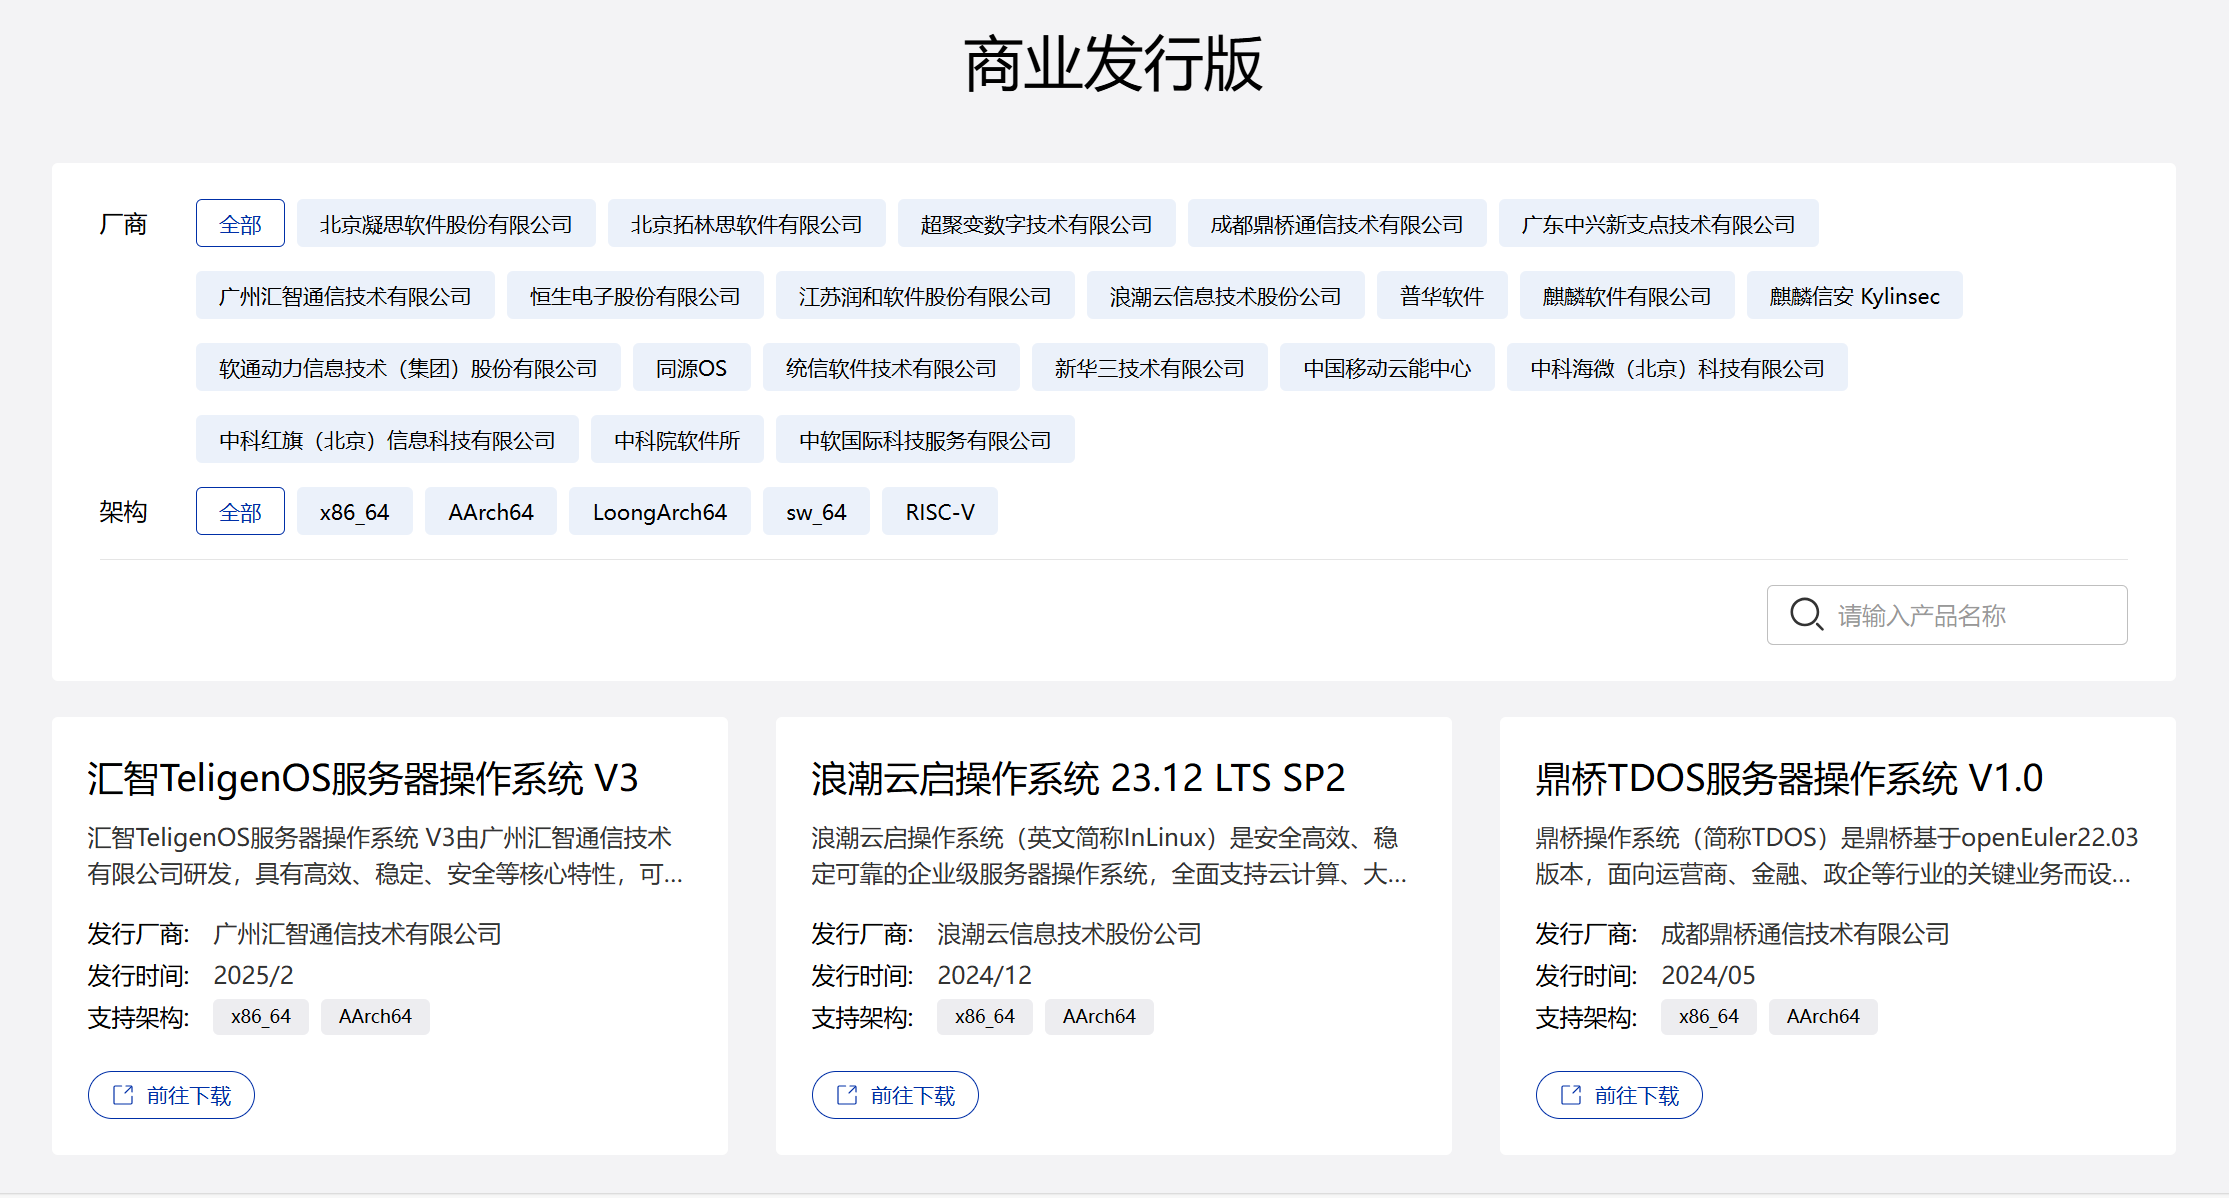 商业发行版
厂商 全部 北京凝思软件股份有限公司 北京拓林思软件有限公司 超聚变数字技术有限公司 成都鼎桥通信技术有限公司 广东中兴新支点技术有限公司
广州汇智通信技术有限公司 恒生电子股份有限公司 江苏润和软件股份有限公司 浪潮云信息技术股份公司 普华软件 麒麟软件有限公司 麒麟信安 Kylinsec
软通动力信息技术（集团）股份有限公司 同源OS 统信软件技术有限公司 新华三技术有限公司 中国移动云能中心 中科海微（北京）科技有限公司
中科红旗（北京）信息科技有限公司 中科院软件所 中软国际科技服务有限公司
架构 全部 x86_64 AArch64 LoongArch64 sw_64 RISC-V
请输入产品名称
汇智TeligenOS服务器操作系统 V3
汇智TeligenOS服务器操作系统 V3由广州汇智通信技术
有限公司研发，具有高效、稳定、安全等核心特性，可...
发行厂商: 广州汇智通信技术有限公司
发行时间: 2025/2
支持架构: x86_64 AArch64
前往下载
浪潮云启操作系统 23.12 LTS SP2
浪潮云启操作系统（英文简称InLinux）是安全高效、稳
定可靠的企业级服务器操作系统，全面支持云计算、大...
发行厂商: 浪潮云信息技术股份公司
发行时间: 2024/12
支持架构: x86_64 AArch64
前往下载
鼎桥TDOS服务器操作系统 V1.0
鼎桥操作系统（简称TDOS）是鼎桥基于openEuler22.03
版本，面向运营商、金融、政企等行业的关键业务而设...
发行厂商: 成都鼎桥通信技术有限公司
发行时间: 2024/05
支持架构: x86_64 AArch64
前往下载